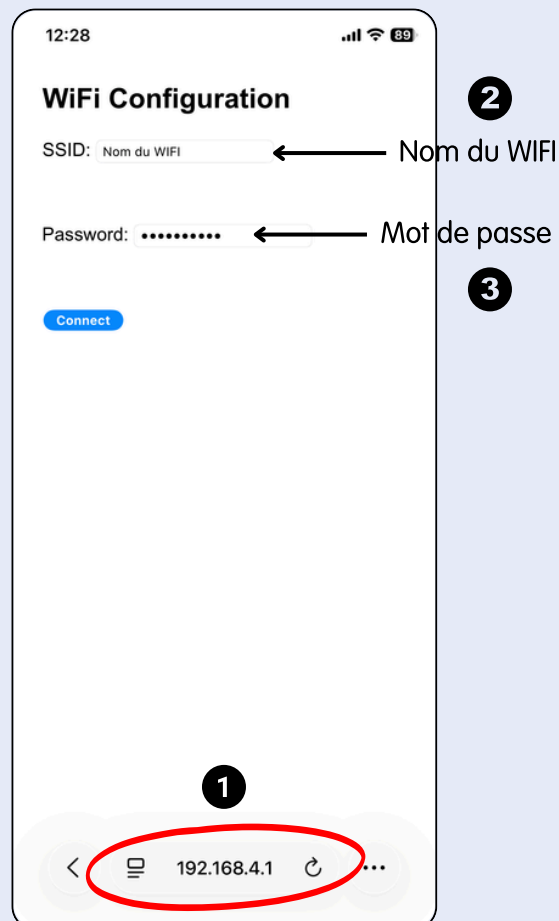 12:28
89
WiFi Configuration
2
SSID: Nom du WIFI
Nom du WIFI
Password: ••••••••••
Mot de passe
3
Connect
1
192.168.4.1